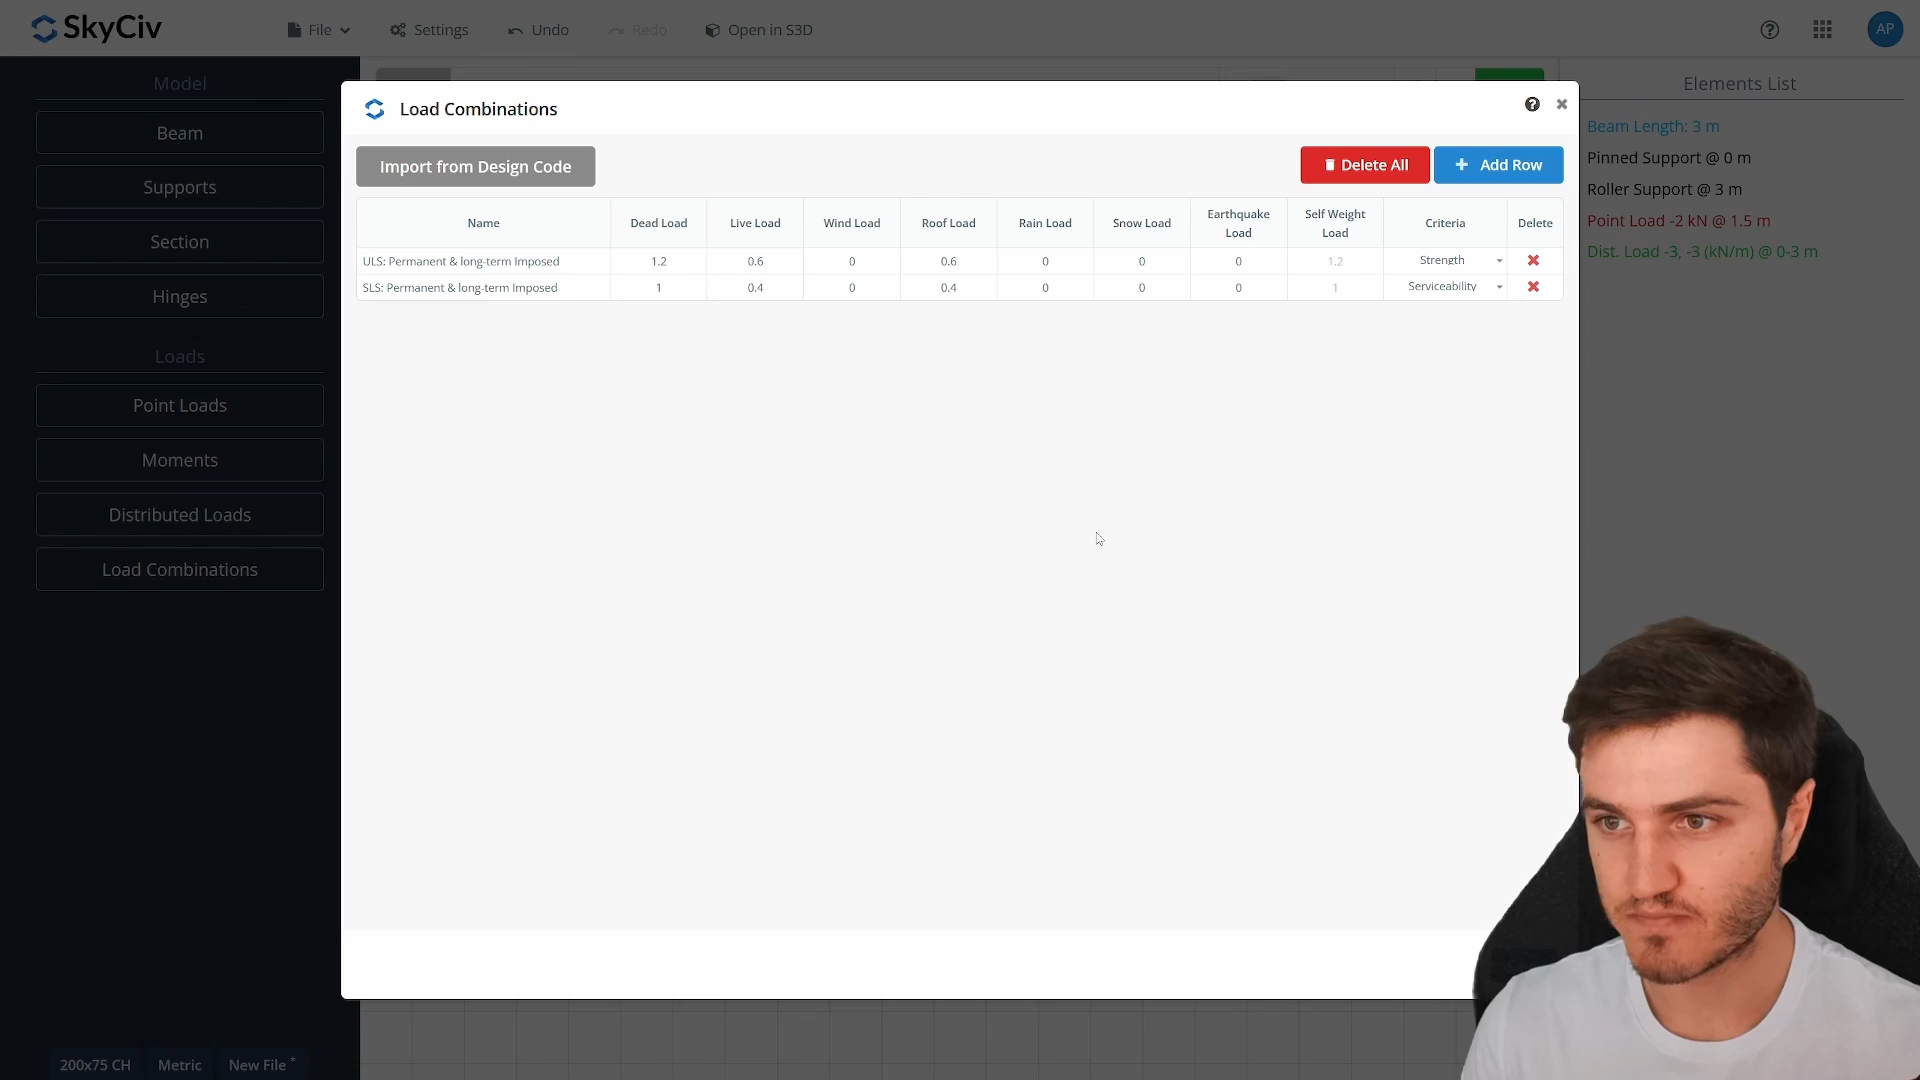 SkyCiv
File
Settings
Undo
Redo
Open in S3D
AP
Model
Beam
Supports
Section
Hinges
Loads
Point Loads
Moments
Distributed Loads
Load Combinations
200x75 CH
Metric
New File *
Load Combinations
Import from Design Code
Delete All
+ Add Row
Name Dead Load Live Load Wind Load Roof Load Rain Load Snow Load Earthquake Load Self Weight Load Criteria Delete
ULS: Permanent & long-term Imposed 1.2 0.6 0 0.6 0 0 0 1.2 Strength
SLS: Permanent & long-term Imposed 1 0.4 0 0.4 0 0 0 1 Serviceability
Elements List
Beam Length: 3 m
Pinned Support @ 0 m
Roller Support @ 3 m
Point Load -2 kN @ 1.5 m
Dist. Load -3, -3 (kN/m) @ 0-3 m